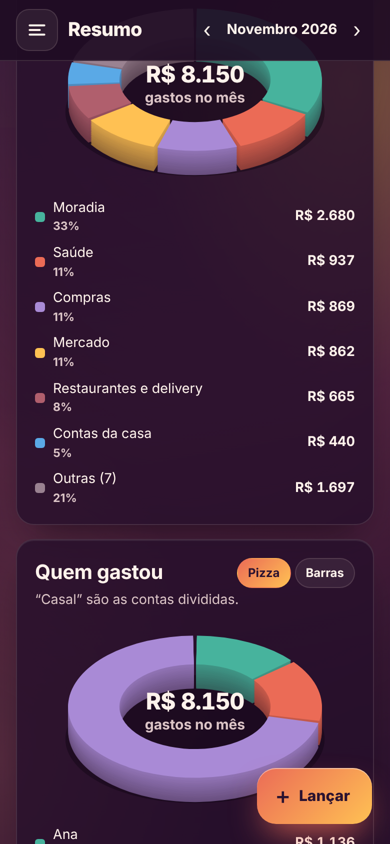 Resumo
‹ Novembro 2026 ›
R$ 8.150
gastos no mês
Moradia
33%
R$ 2.680
Saúde
11%
R$ 937
Compras
11%
R$ 869
Mercado
11%
R$ 862
Restaurantes e delivery
8%
R$ 665
Contas da casa
5%
R$ 440
Outras (7)
21%
R$ 1.697
Quem gastou
Pizza
Barras
“Casal” são as contas divididas.
R$ 8.150
gastos no mês
+ Lançar
Ana
R$ 1.136